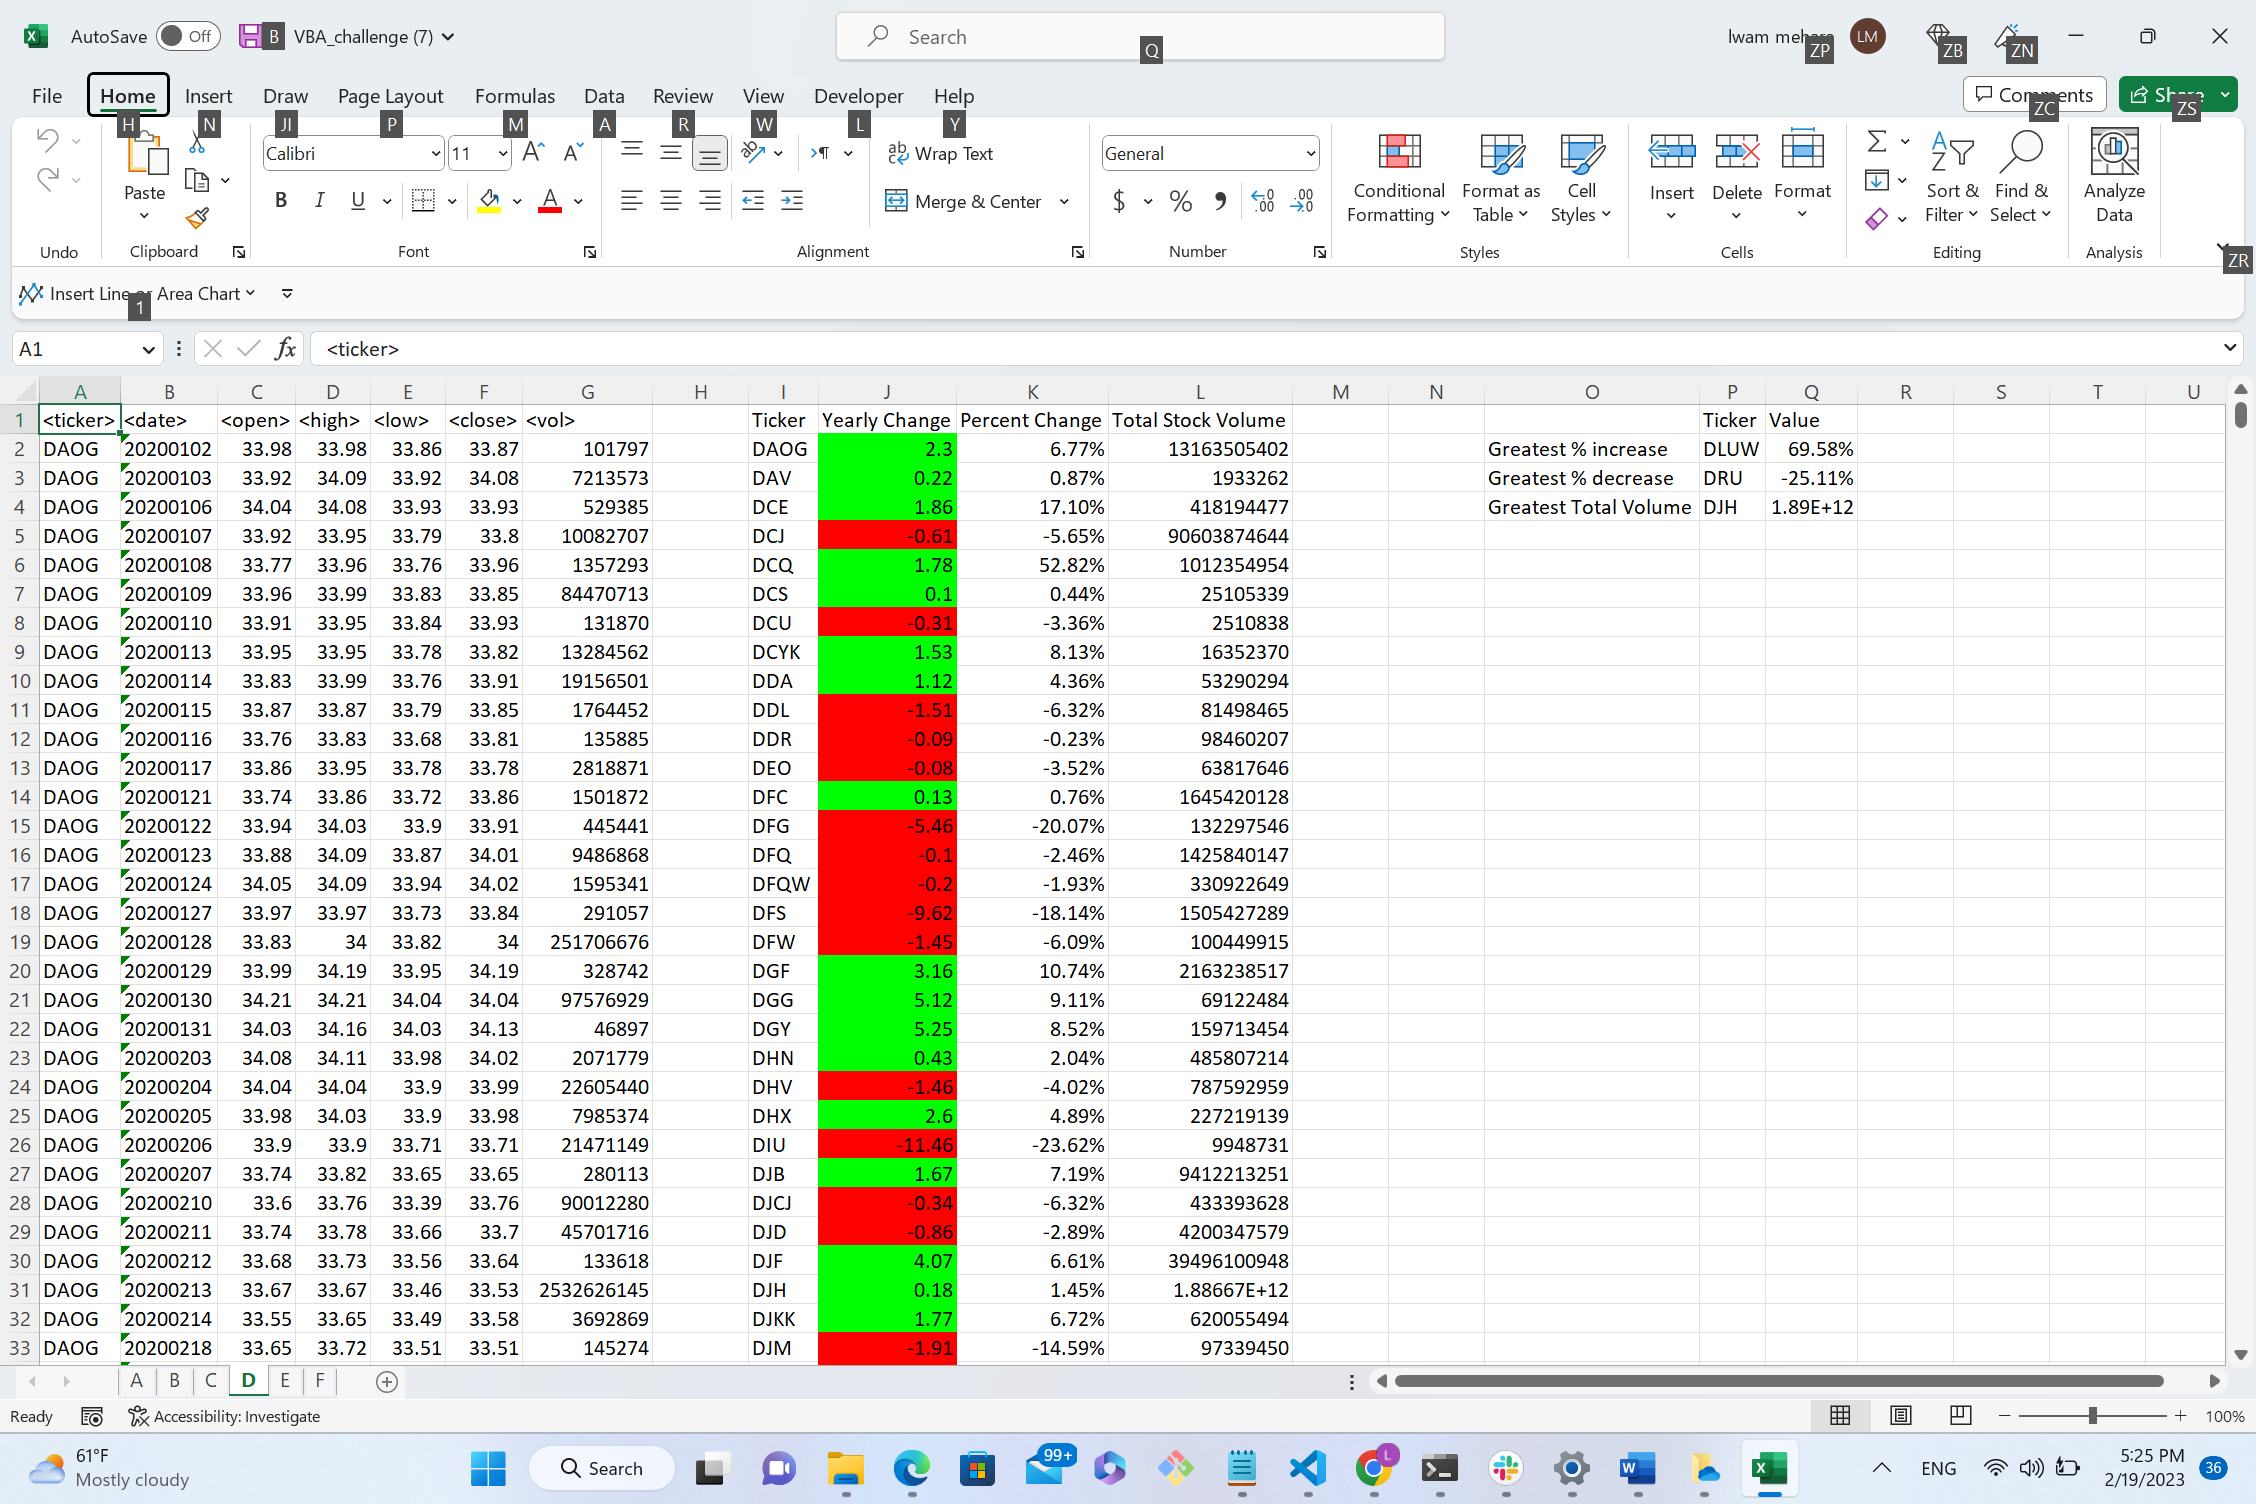 AutoSave Off B VBA_challenge (7) Search Q lwam mehare ZP LM ZB ZN
File Home Insert Draw Page Layout Formulas Data Review View Developer Help Comments Share
H N JI P M A R W L Y ZC ZS
Calibri 11 Wrap Text General
Paste B I U Merge & Center $ % Conditional Formatting Format as Table Cell Styles Insert Delete Format Sort & Filter Find & Select Analyze Data
Undo Clipboard Font Alignment Number Styles Cells Editing Analysis
ZR
Insert Line or Area Chart
1
A1 fx <ticker>
A B C D E F G H I J K L M N O P Q R S T U
1 <ticker> <date> <open> <high> <low> <close> <vol> Ticker Yearly Change Percent Change Total Stock Volume Ticker Value
2 DAOG 20200102 33.98 33.98 33.86 33.87 101797 DAOG 2.3 6.77% 13163505402 Greatest % increase DLUW 69.58%
3 DAOG 20200103 33.92 34.09 33.92 34.08 7213573 DAV 0.22 0.87% 1933262 Greatest % decrease DRU -25.11%
4 DAOG 20200106 34.04 34.08 33.93 33.93 529385 DCE 1.86 17.10% 418194477 Greatest Total Volume DJH 1.89E+12
5 DAOG 20200107 33.92 33.95 33.79 33.8 10082707 DCJ -0.61 -5.65% 90603874644
6 DAOG 20200108 33.77 33.96 33.76 33.96 1357293 DCQ 1.78 52.82% 1012354954
7 DAOG 20200109 33.96 33.99 33.83 33.85 84470713 DCS 0.1 0.44% 25105339
8 DAOG 20200110 33.91 33.95 33.84 33.93 131870 DCU -0.31 -3.36% 2510838
9 DAOG 20200113 33.95 33.95 33.78 33.82 13284562 DCYK 1.53 8.13% 16352370
10 DAOG 20200114 33.83 33.99 33.76 33.91 19156501 DDA 1.12 4.36% 53290294
11 DAOG 20200115 33.87 33.87 33.79 33.85 1764452 DDL -1.51 -6.32% 81498465
12 DAOG 20200116 33.76 33.83 33.68 33.81 135885 DDR -0.09 -0.23% 98460207
13 DAOG 20200117 33.86 33.95 33.78 33.78 2818871 DEO -0.08 -3.52% 63817646
14 DAOG 20200121 33.74 33.86 33.72 33.86 1501872 DFC 0.13 0.76% 1645420128
15 DAOG 20200122 33.94 34.03 33.9 33.91 445441 DFG -5.46 -20.07% 132297546
16 DAOG 20200123 33.88 34.09 33.87 34.01 9486868 DFQ -0.1 -2.46% 1425840147
17 DAOG 20200124 34.05 34.09 33.94 34.02 1595341 DFQW -0.2 -1.93% 330922649
18 DAOG 20200127 33.97 33.97 33.73 33.84 291057 DFS -9.62 -18.14% 1505427289
19 DAOG 20200128 33.83 34 33.82 34 251706676 DFW -1.45 -6.09% 100449915
20 DAOG 20200129 33.99 34.19 33.95 34.19 328742 DGF 3.16 10.74% 2163238517
21 DAOG 20200130 34.21 34.21 34.04 34.04 97576929 DGG 5.12 9.11% 69122484
22 DAOG 20200131 34.03 34.16 34.03 34.13 46897 DGY 5.25 8.52% 159713454
23 DAOG 20200203 34.08 34.11 33.98 34.02 2071779 DHN 0.43 2.04% 485807214
24 DAOG 20200204 34.04 34.04 33.9 33.99 22605440 DHV -1.46 -4.02% 787592959
25 DAOG 20200205 33.98 34.03 33.9 33.98 7985374 DHX 2.6 4.89% 227219139
26 DAOG 20200206 33.9 33.9 33.71 33.71 21471149 DIU -11.46 -23.62% 9948731
27 DAOG 20200207 33.74 33.82 33.65 33.65 280113 DJB 1.67 7.19% 9412213251
28 DAOG 20200210 33.6 33.76 33.39 33.76 90012280 DJCJ -0.34 -6.32% 433393628
29 DAOG 20200211 33.74 33.78 33.66 33.7 45701716 DJD -0.86 -2.89% 4200347579
30 DAOG 20200212 33.68 33.73 33.56 33.64 133618 DJF 4.07 6.61% 39496100948
31 DAOG 20200213 33.67 33.67 33.46 33.53 2532626145 DJH 0.18 1.45% 1.88667E+12
32 DAOG 20200214 33.55 33.65 33.49 33.58 3692869 DJKK 1.77 6.72% 620055494
33 DAOG 20200218 33.65 33.72 33.51 33.51 145274 DJM -1.91 -14.59% 97339450
A B C D E F
Ready Accessibility: Investigate 100%
61°F Mostly cloudy Search 99+ L ENG 5:25 PM 2/19/2023 36